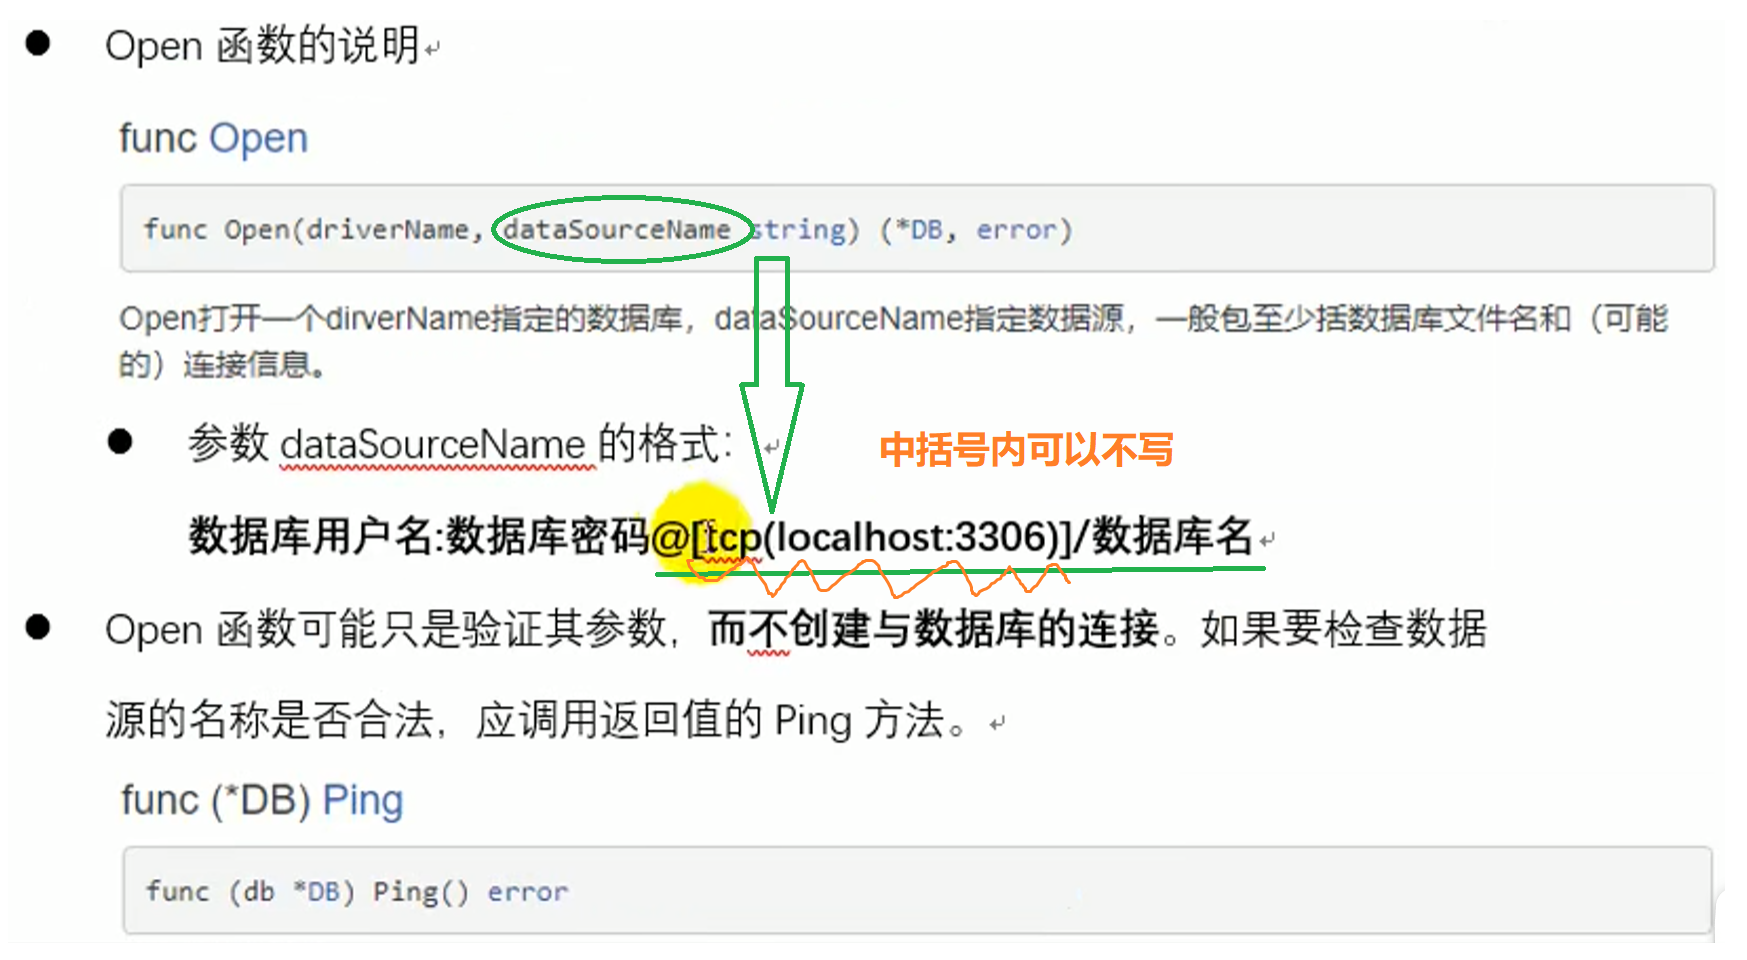 Open 函数的说明
func Open
func Open(driverName, dataSourceName string) (*DB, error)
Open打开一个dirverName指定的数据库，dataSourceName指定数据源，一般包至少括数据库文件名和（可能
的）连接信息。
参数 dataSourceName 的格式：
中括号内可以不写
数据库用户名:数据库密码@[tcp(localhost:3306)]/数据库名
Open 函数可能只是验证其参数，而不创建与数据库的连接。如果要检查数据
源的名称是否合法，应调用返回值的 Ping 方法。
func (*DB) Ping
func (db *DB) Ping() error